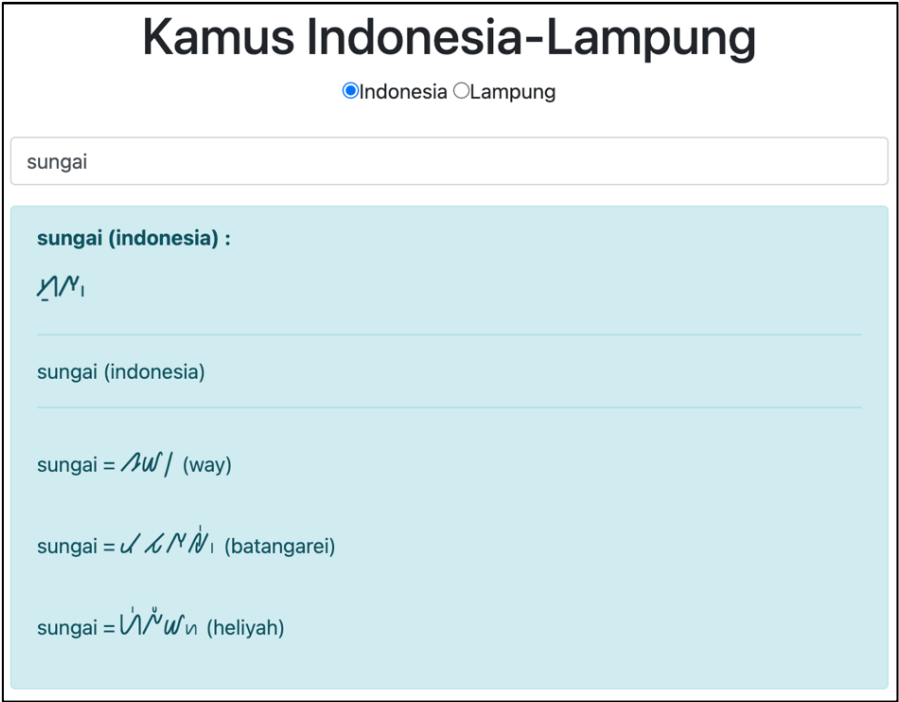 Kamus Indonesia-Lampung
Indonesia Lampung
sungai
sungai (indonesia) :
sungai (indonesia)
sungai = (way)
sungai = (batangarei)
sungai = (heliyah)